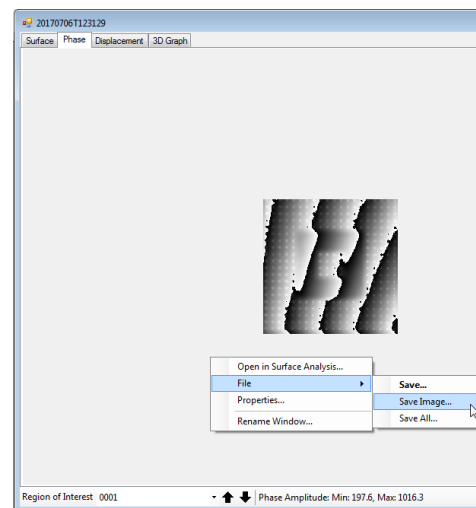 20170706T123129
Surface Phase Displacement 3D Graph
Open in Surface Analysis...
File
Properties...
Rename Window...
Save...
Save Image...
Save All...
Region of Interest 0001 Phase Amplitude: Min: 197.6, Max: 1016.3